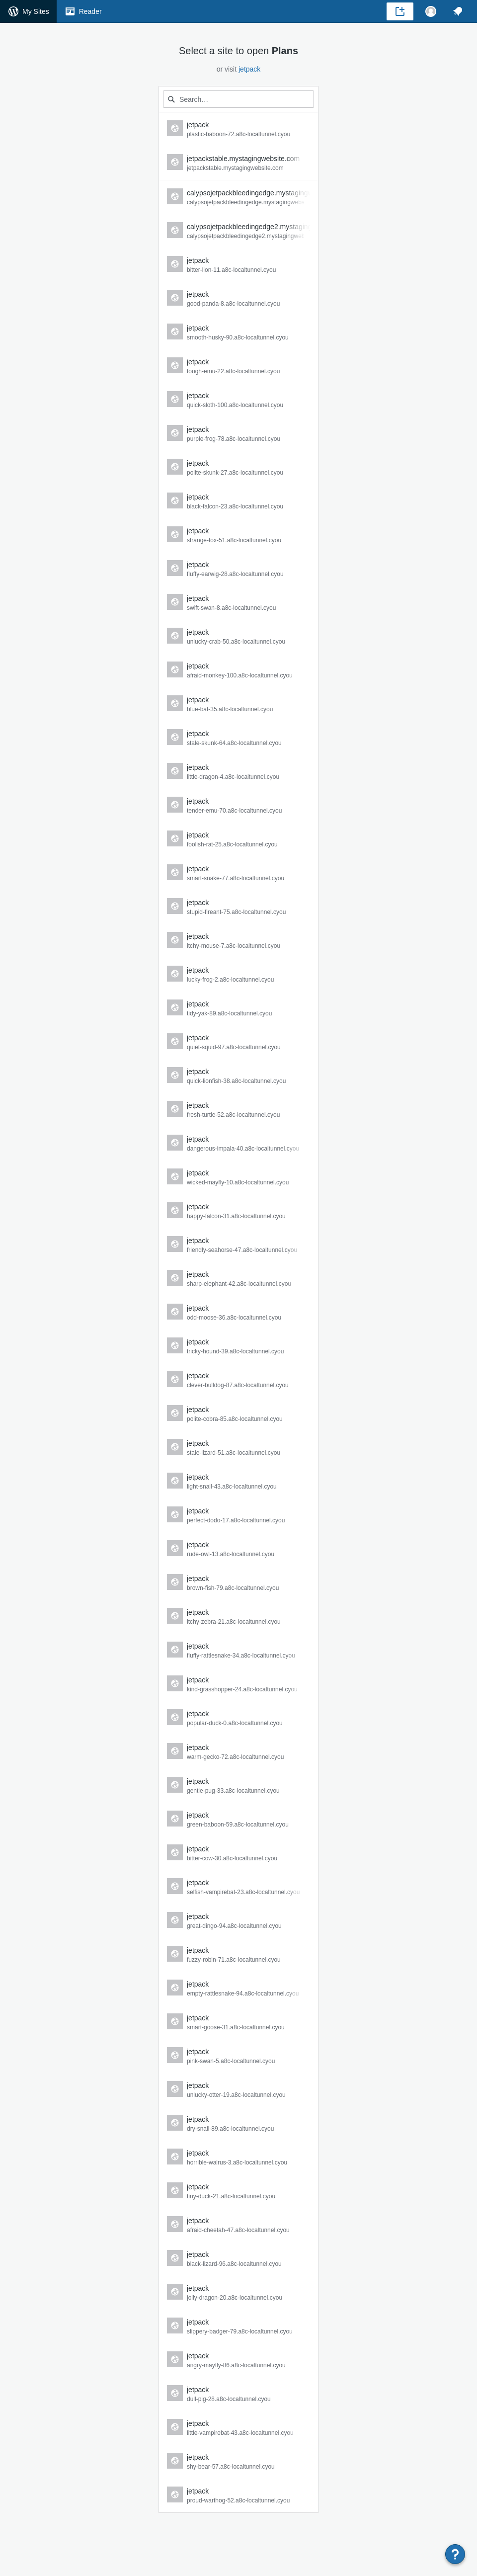 My Sites
Reader
Select a site to open Plans
or visit jetpack
Search…
jetpack
plastic-baboon-72.a8c-localtunnel.cyou
jetpackstable.mystagingwebsite.com
jetpackstable.mystagingwebsite.com
calypsojetpackbleedingedge.mystaging
calypsojetpackbleedingedge.mystagingweb
calypsojetpackbleedingedge2.mystagin
calypsojetpackbleedingedge2.mystagingweb
jetpack
bitter-lion-11.a8c-localtunnel.cyou
jetpack
good-panda-8.a8c-localtunnel.cyou
jetpack
smooth-husky-90.a8c-localtunnel.cyou
jetpack
tough-emu-22.a8c-localtunnel.cyou
jetpack
quick-sloth-100.a8c-localtunnel.cyou
jetpack
purple-frog-78.a8c-localtunnel.cyou
jetpack
polite-skunk-27.a8c-localtunnel.cyou
jetpack
black-falcon-23.a8c-localtunnel.cyou
jetpack
strange-fox-51.a8c-localtunnel.cyou
jetpack
fluffy-earwig-28.a8c-localtunnel.cyou
jetpack
swift-swan-8.a8c-localtunnel.cyou
jetpack
unlucky-crab-50.a8c-localtunnel.cyou
jetpack
afraid-monkey-100.a8c-localtunnel.cyou
jetpack
blue-bat-35.a8c-localtunnel.cyou
jetpack
stale-skunk-64.a8c-localtunnel.cyou
jetpack
little-dragon-4.a8c-localtunnel.cyou
jetpack
tender-emu-70.a8c-localtunnel.cyou
jetpack
foolish-rat-25.a8c-localtunnel.cyou
jetpack
smart-snake-77.a8c-localtunnel.cyou
jetpack
stupid-fireant-75.a8c-localtunnel.cyou
jetpack
itchy-mouse-7.a8c-localtunnel.cyou
jetpack
lucky-frog-2.a8c-localtunnel.cyou
jetpack
tidy-yak-89.a8c-localtunnel.cyou
jetpack
quiet-squid-97.a8c-localtunnel.cyou
jetpack
quick-lionfish-38.a8c-localtunnel.cyou
jetpack
fresh-turtle-52.a8c-localtunnel.cyou
jetpack
dangerous-impala-40.a8c-localtunnel.cyou
jetpack
wicked-mayfly-10.a8c-localtunnel.cyou
jetpack
happy-falcon-31.a8c-localtunnel.cyou
jetpack
friendly-seahorse-47.a8c-localtunnel.cyou
jetpack
sharp-elephant-42.a8c-localtunnel.cyou
jetpack
odd-moose-36.a8c-localtunnel.cyou
jetpack
tricky-hound-39.a8c-localtunnel.cyou
jetpack
clever-bulldog-87.a8c-localtunnel.cyou
jetpack
polite-cobra-85.a8c-localtunnel.cyou
jetpack
stale-lizard-51.a8c-localtunnel.cyou
jetpack
light-snail-43.a8c-localtunnel.cyou
jetpack
perfect-dodo-17.a8c-localtunnel.cyou
jetpack
rude-owl-13.a8c-localtunnel.cyou
jetpack
brown-fish-79.a8c-localtunnel.cyou
jetpack
itchy-zebra-21.a8c-localtunnel.cyou
jetpack
fluffy-rattlesnake-34.a8c-localtunnel.cyou
jetpack
kind-grasshopper-24.a8c-localtunnel.cyou
jetpack
popular-duck-0.a8c-localtunnel.cyou
jetpack
warm-gecko-72.a8c-localtunnel.cyou
jetpack
gentle-pug-33.a8c-localtunnel.cyou
jetpack
green-baboon-59.a8c-localtunnel.cyou
jetpack
bitter-cow-30.a8c-localtunnel.cyou
jetpack
selfish-vampirebat-23.a8c-localtunnel.cyou
jetpack
great-dingo-94.a8c-localtunnel.cyou
jetpack
fuzzy-robin-71.a8c-localtunnel.cyou
jetpack
empty-rattlesnake-94.a8c-localtunnel.cyou
jetpack
smart-goose-31.a8c-localtunnel.cyou
jetpack
pink-swan-5.a8c-localtunnel.cyou
jetpack
unlucky-otter-19.a8c-localtunnel.cyou
jetpack
dry-snail-89.a8c-localtunnel.cyou
jetpack
horrible-walrus-3.a8c-localtunnel.cyou
jetpack
tiny-duck-21.a8c-localtunnel.cyou
jetpack
afraid-cheetah-47.a8c-localtunnel.cyou
jetpack
black-lizard-96.a8c-localtunnel.cyou
jetpack
jolly-dragon-20.a8c-localtunnel.cyou
jetpack
slippery-badger-79.a8c-localtunnel.cyou
jetpack
angry-mayfly-86.a8c-localtunnel.cyou
jetpack
dull-pig-28.a8c-localtunnel.cyou
jetpack
little-vampirebat-43.a8c-localtunnel.cyou
jetpack
shy-bear-57.a8c-localtunnel.cyou
jetpack
proud-warthog-52.a8c-localtunnel.cyou